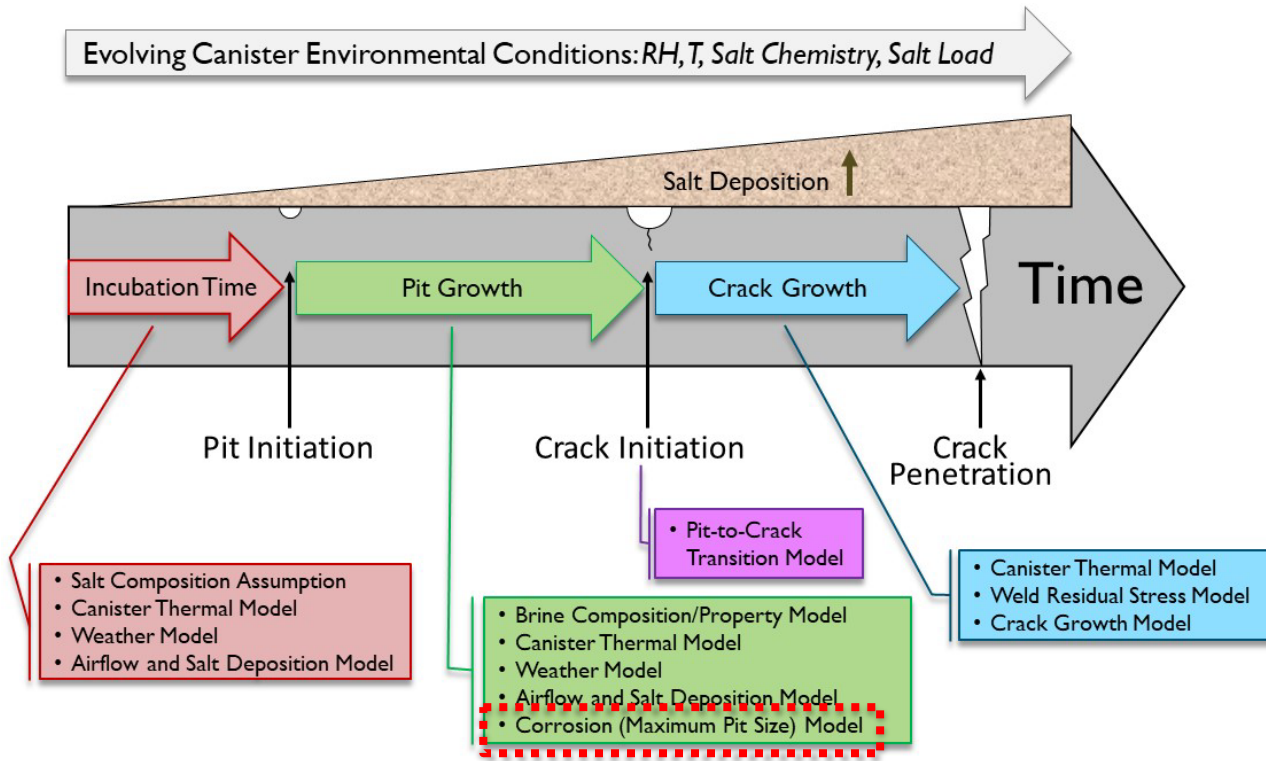 Evolving Canister Environmental Conditions: RH, T, Salt Chemistry, Salt Load
Salt Deposition
Incubation Time
Pit Growth
Crack Growth
Time
Pit Initiation
Crack Initiation
Crack
Penetration
• Salt Composition Assumption
• Canister Thermal Model
• Weather Model
• Airflow and Salt Deposition Model
• Brine Composition/Property Model
• Canister Thermal Model
• Weather Model
• Airflow and Salt Deposition Model
• Corrosion (Maximum Pit Size) Model
• Pit-to-Crack
Transition Model
• Canister Thermal Model
• Weld Residual Stress Model
• Crack Growth Model